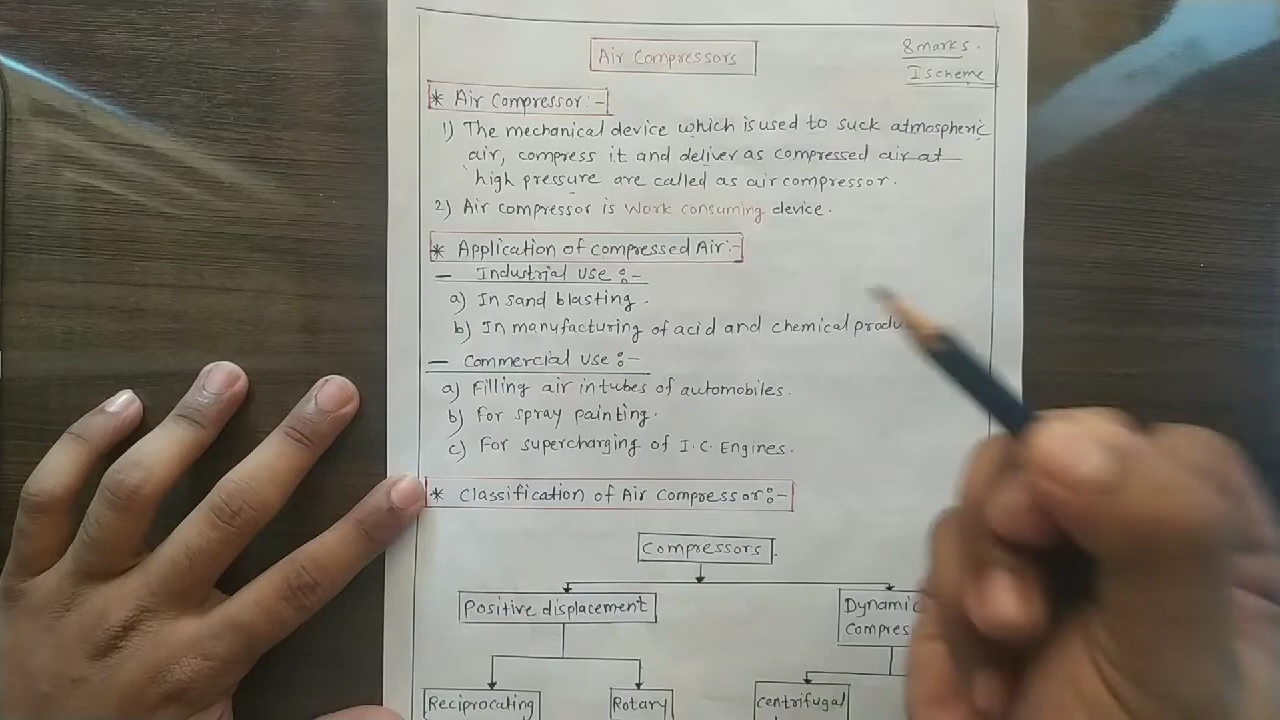 Air Compressors
8 marks.
I scheme
* Air Compressor:-
1) The mechanical device which is used to suck atmospheric
air, compress it and deliver as compressed air at
high pressure are called as air compressor.
2) Air compressor is work consuming device.
* Application of compressed Air:-
- Industrial use :-
a) In sand blasting.
b) In manufacturing of acid and chemical
- Commercial use :-
a) Filling air in tubes of automobiles.
b) For spray painting.
c) For supercharging of I.C. Engines.
* Classification of Air Compressor:-
Compressors.
Positive displacement
Dynamic
Reciprocating
Rotary
Centrifugal